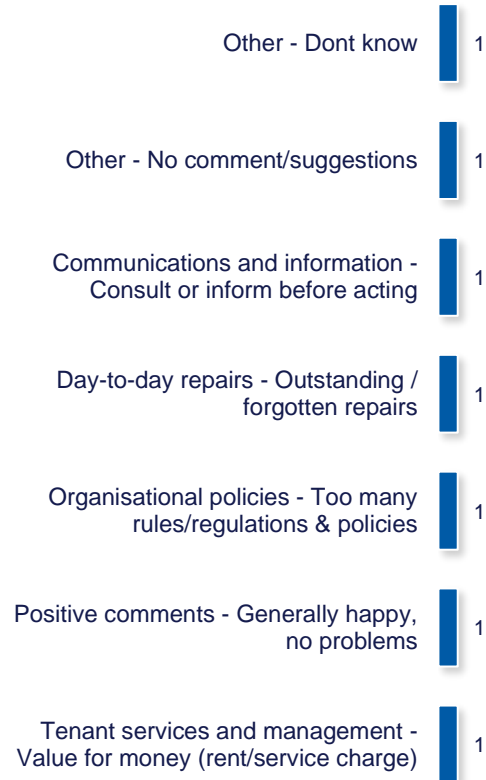 Other - Dont know
1
Other - No comment/suggestions
1
Communications and information -
Consult or inform before acting
1
Day-to-day repairs - Outstanding /
forgotten repairs
1
Organisational policies - Too many
rules/regulations & policies
1
Positive comments - Generally happy,
no problems
1
Tenant services and management -
Value for money (rent/service charge)
1